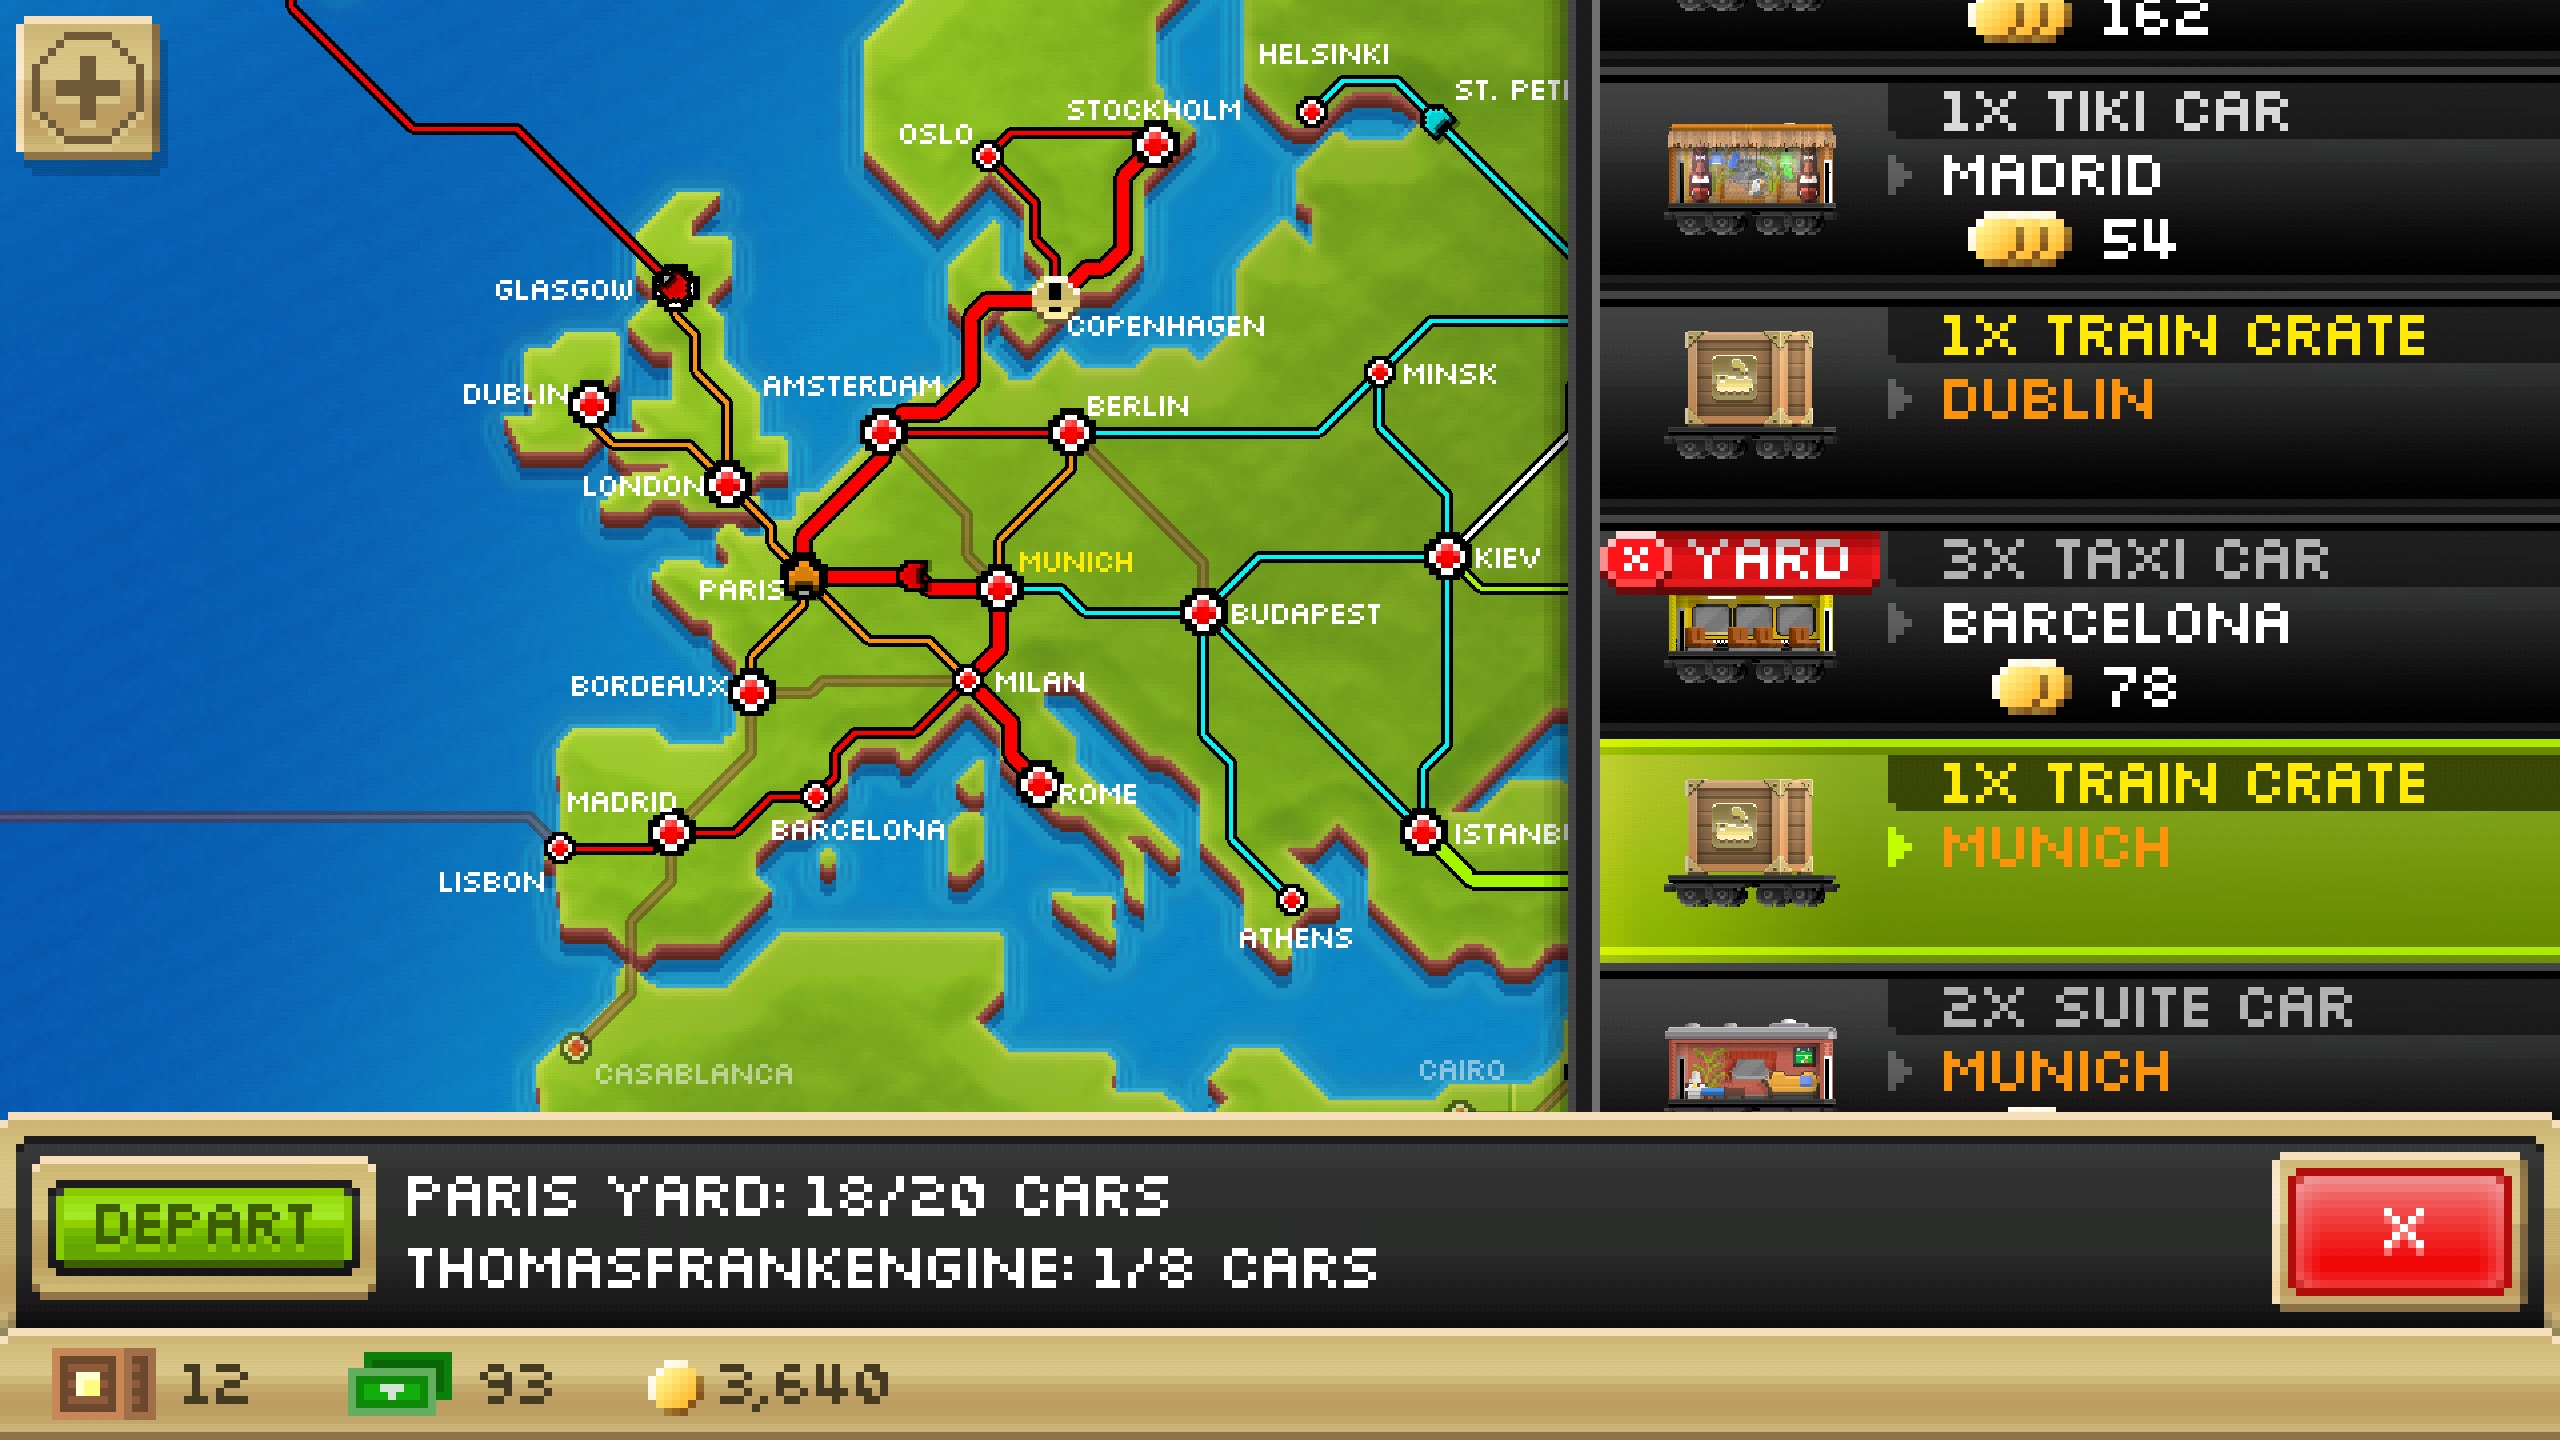 HELSINKI
ST. PET
STOCKHOLM
OSLO
GLASGOW
COPENHAGEN
MINSK
DUBLIN
AMSTERDAM
BERLIN
LONDON
MUNICH
KIEV
PARIS
BUDAPEST
BORDEAUX
MILAN
MADRID
ROME
BARCELONA
ISTANB
LISBON
ATHENS
CASABLANCA
CAIRO
162
1X TIKI CAR
MADRID
54
1X TRAIN CRATE
DUBLIN
YARD
3X TAXI CAR
BARCELONA
78
1X TRAIN CRATE
MUNICH
2X SUITE CAR
MUNICH
DEPART
PARIS YARD: 18/20 CARS
THOMASFRANKENGINE: 1/8 CARS
X
12
93
3,640